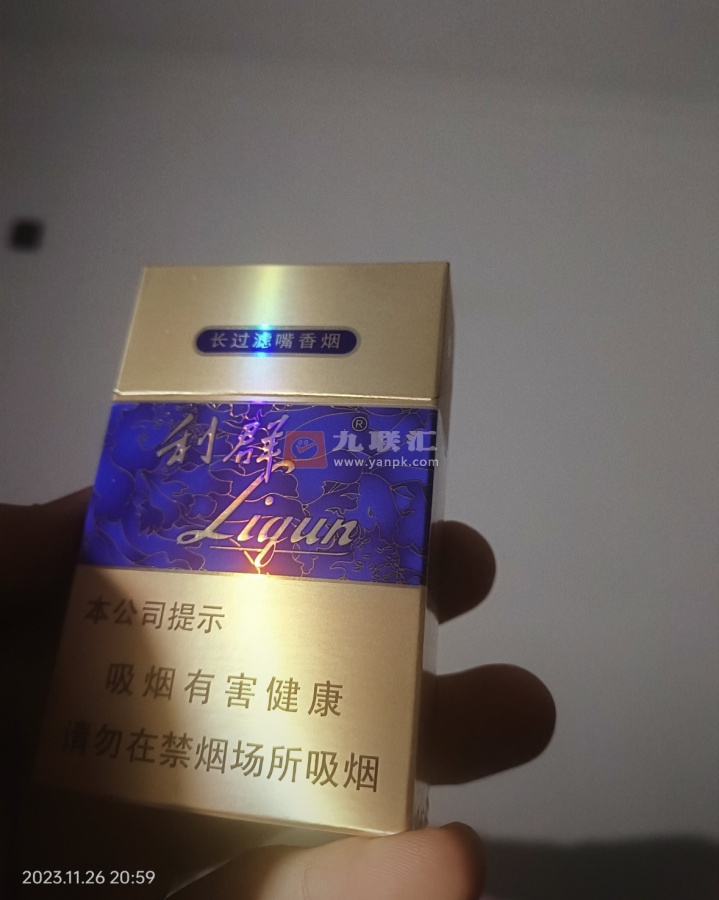 长过滤嘴香烟
利群
®
九联汇
www.yanpk.com
Liqun
本公司提示
吸烟有害健康
请勿在禁烟场所吸烟
2023.11.26 20:59